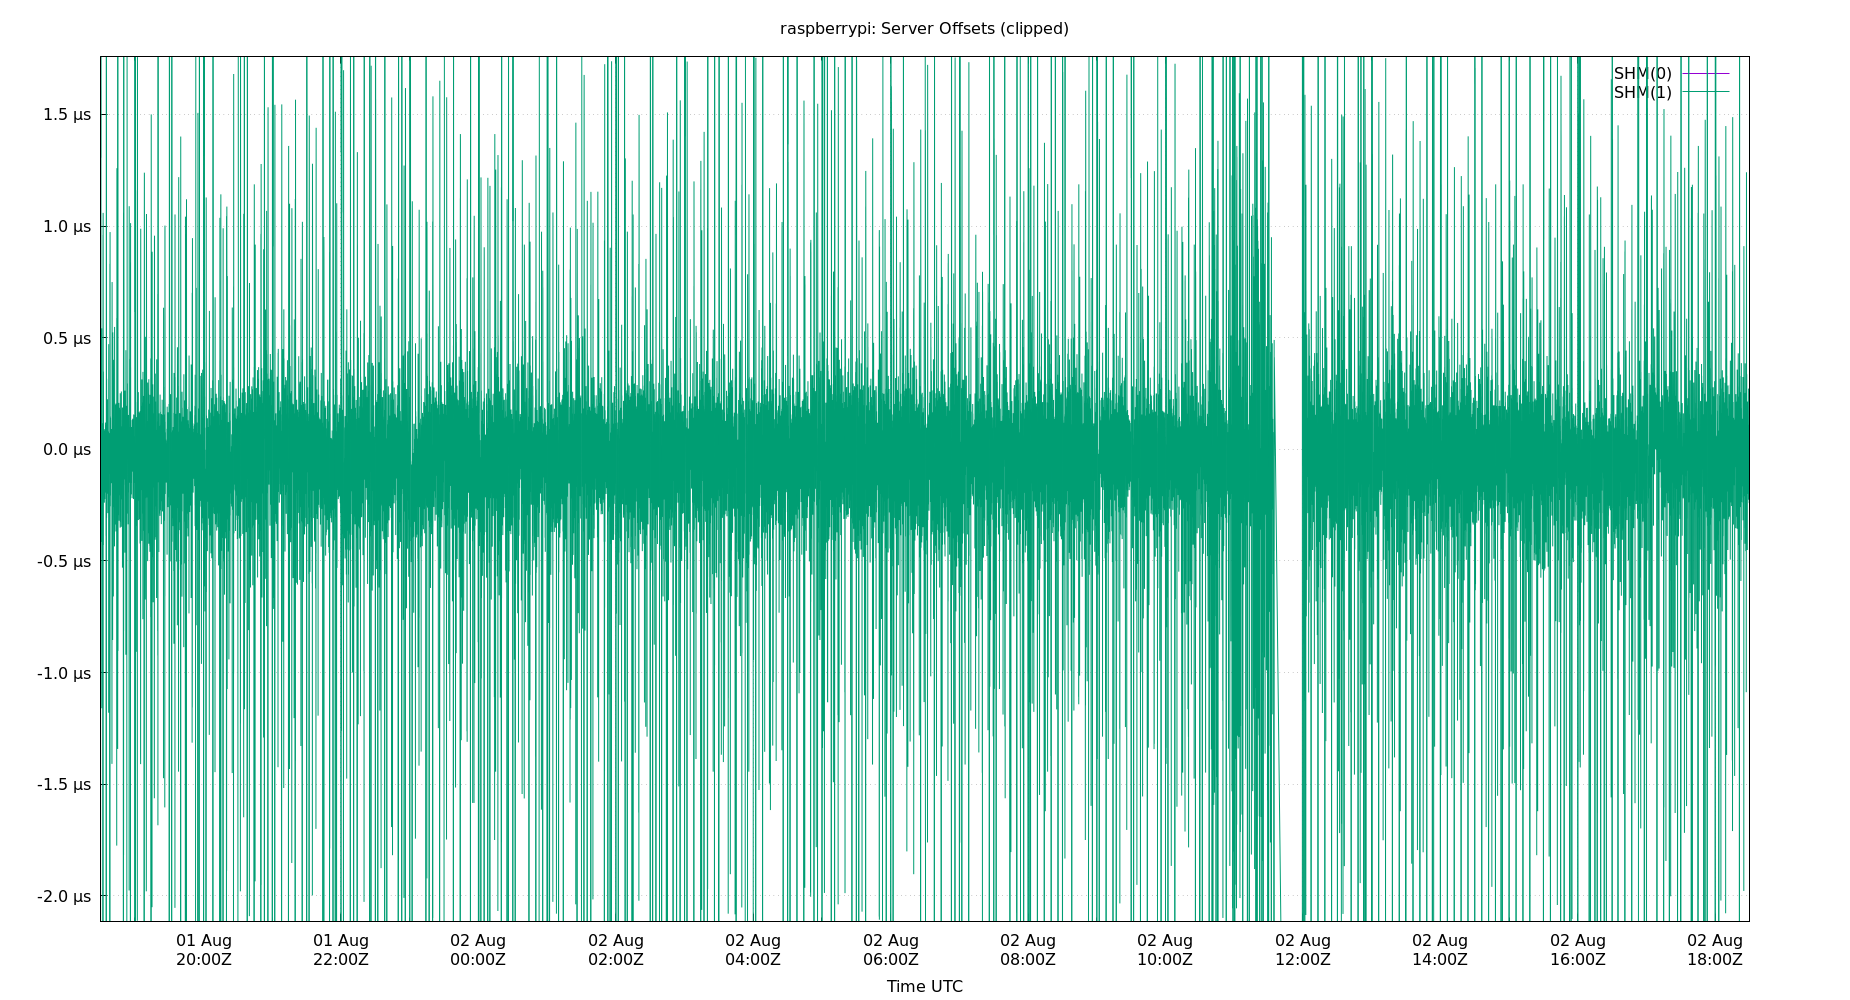 raspberrypi: Server Offsets (clipped)
SHM(0)
SHM(1)
1.5 µs
1.0 µs
0.5 µs
0.0 µs
-0.5 µs
-1.0 µs
-1.5 µs
-2.0 µs
01 Aug 01 Aug 02 Aug 02 Aug 02 Aug 02 Aug 02 Aug 02 Aug 02 Aug 02 Aug 02 Aug 02 Aug
20:00Z 22:00Z 00:00Z 02:00Z 04:00Z 06:00Z 08:00Z 10:00Z 12:00Z 14:00Z 16:00Z 18:00Z
Time UTC